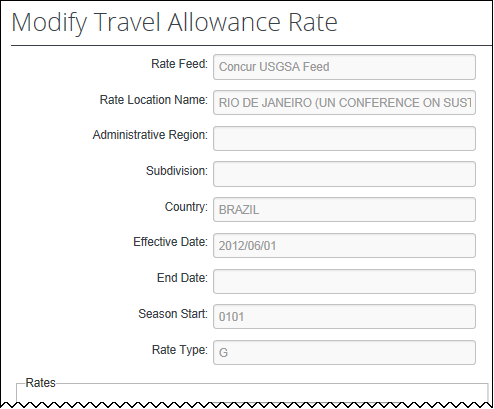 Modify Travel Allowance Rate
Rate Feed: Concur USGSA Feed
Rate Location Name: RIO DE JANEIRO (UN CONFERENCE ON SUST
Administrative Region:
Subdivision:
Country: BRAZIL
Effective Date: 2012/06/01
End Date:
Season Start: 0101
Rate Type: G
Rates